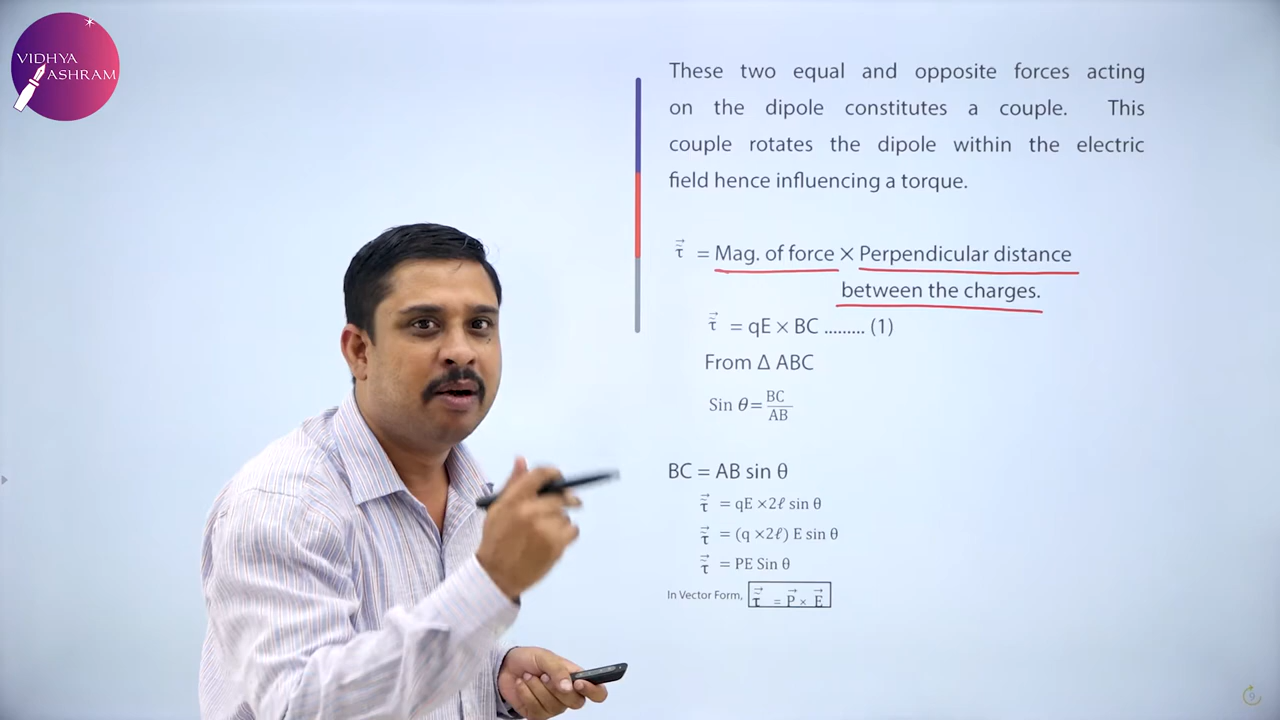 VIDHYA
ASHRAM
These two equal and opposite forces acting
on the dipole constitutes a couple. This
couple rotates the dipole within the electric
field hence influencing a torque.
τ⃗ = Mag. of force × Perpendicular distance
between the charges.
τ⃗ = qE × BC ......... (1)
From Δ ABC
Sin θ = BC/AB
BC = AB sin θ
τ⃗ = qE ×2ℓ sin θ
τ⃗ = (q ×2ℓ) E sin θ
τ⃗ = PE Sin θ
In Vector Form, τ⃗ = P⃗ × E⃗
9